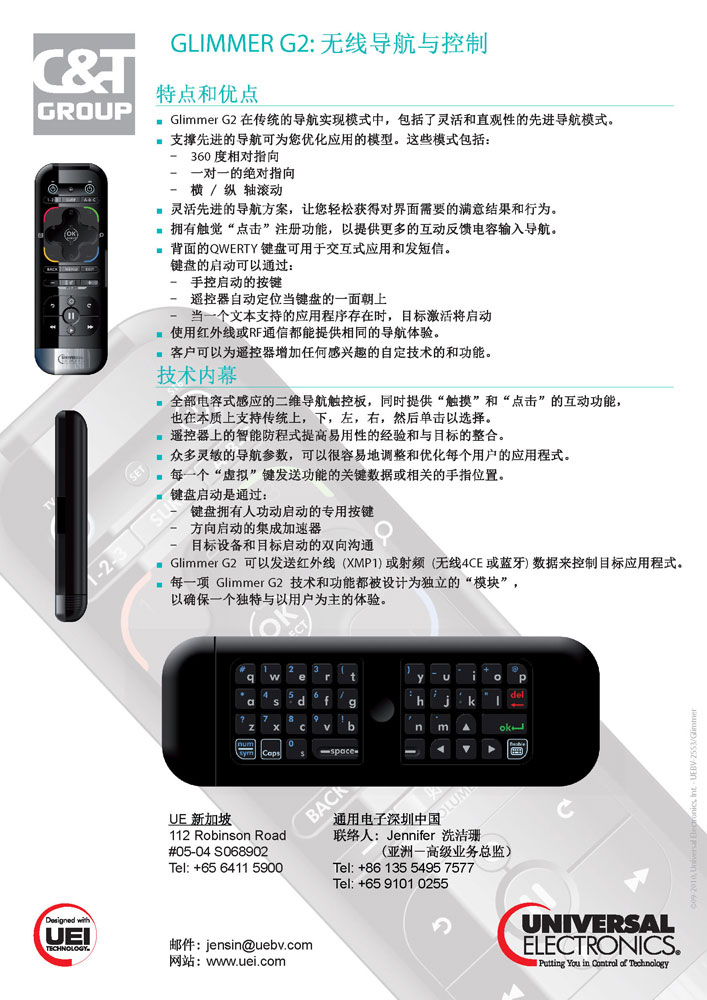 GLIMMER G2: 无线导航与控制
C&T
GROUP
特点和优点
Glimmer G2 在传统的导航实现模式中，包括了灵活和直观性的先进导航模式。
支撑先进的导航可为您优化应用的模型。这些模式包括：
– 360 度相对指向
– 一对一的绝对指向
– 横 / 纵 轴滚动
灵活先进的导航方案，让您轻松获得对界面需要的满意结果和行为。
拥有触觉“点击”注册功能，以提供更多的互动反馈电容输入导航。
背面的QWERTY 键盘可用于交互式应用和发短信。
键盘的启动可以通过：
– 手控启动的按键
– 遥控器自动定位当键盘的一面朝上
– 当一个文本支持的应用程序存在时，目标激活将启动
使用红外线或RF通信都能提供相同的导航体验。
客户可以为遥控器增加任何感兴趣的自定技术的和功能。
技术内幕
全部电容式感应的二维导航触控板，同时提供“触摸”和“点击”的互动功能，
也在本质上支持传统上，下，左，右，然后单击以选择。
遥控器上的智能防程式提高易用性的经验和与目标的整合。
众多灵敏的导航参数，可以很容易地调整和优化每个用户的应用程式。
每一个“虚拟”键发送功能的关键数据或相关的手指位置。
键盘启动是通过：
– 键盘拥有人功动启动的专用按键
– 方向启动的集成加速器
– 目标设备和目标启动的双向沟通
Glimmer G2 可以发送红外线 (XMP1) 或射频 (无线4CE 或蓝牙) 数据来控制目标应用程式。
每一项 Glimmer G2 技术和功能都被设计为独立的“模块”，
以确保一个独特与以用户为主的体验。
# q 1 w 2 e 3 r ( t ) y _ u - i + o @ p
* a 4 s 5 d 6 f / g : h ; j , k " l del
? z 7 x 8 c 9 v ! b ' n m ok
num sym Caps 0 s space
UE 新加坡
112 Robinson Road
#05-04 S068902
Tel: +65 6411 5900
通用电子深圳中国
联络人：Jennifer 冼洁珊
（亚洲－高级业务总监）
Tel: +86 135 5495 7577
Tel: +65 9101 0255
邮件：jensin@uebv.com
网站：www.uei.com
Designed with
UEI
TECHNOLOGY
UNIVERSAL
ELECTRONICS®
Putting You in Control of Technology
©09-2010, Universal Electronics, Int. - UEBV-2553/Glimmer